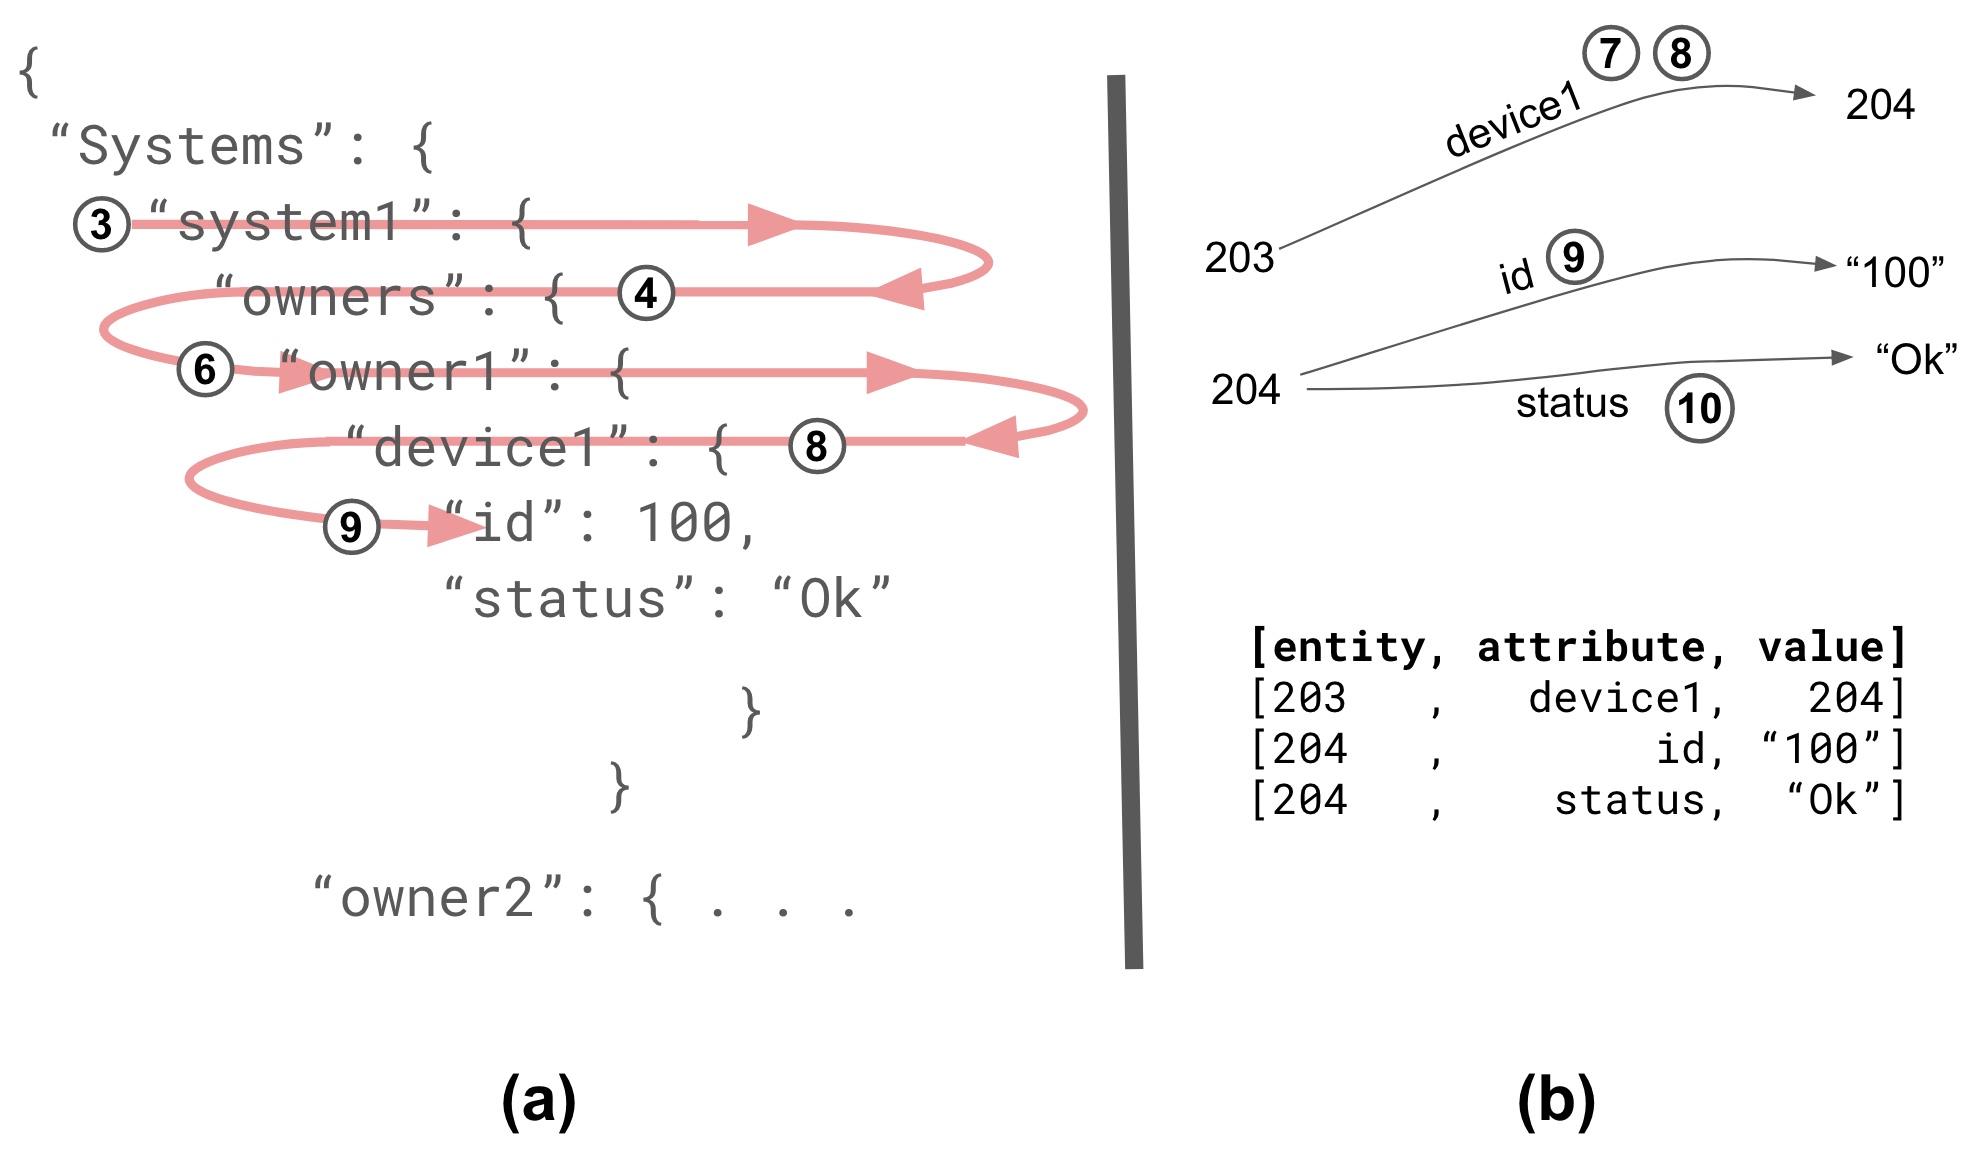 {
“Systems”: {
3 “system1”: {
“owners”: { 4
6 “owner1”: {
“device1”: { 8
9 “id”: 100,
“status”: “Ok”
}
}
“owner2”: { . . .
(a)
7 8
device1
204
203
id 9
“100”
204
“Ok”
status 10
[entity, attribute, value]
[203 , device1, 204]
[204 , id, “100”]
[204 , status, “Ok”]
(b)